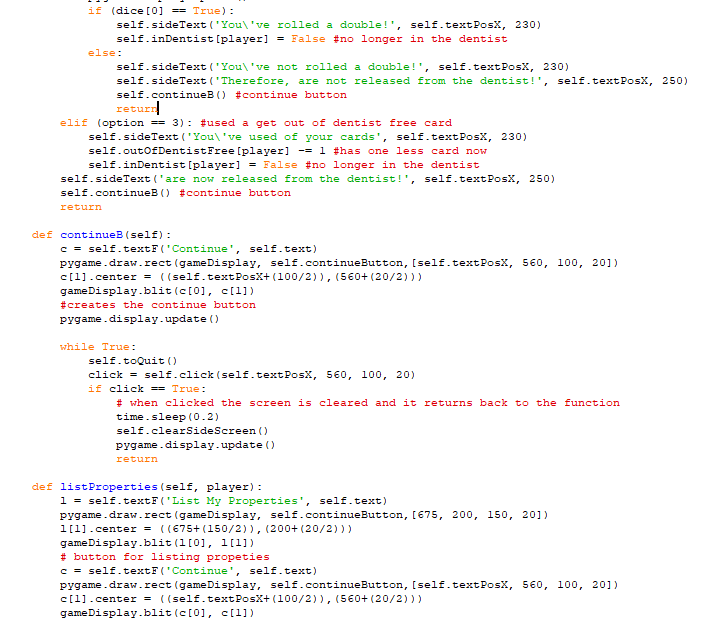 if (dice[0] == True):
self.sideText('You\'ve rolled a double!', self.textPosX, 230)
self.inDentist[player] = False #no longer in the dentist
else:
self.sideText('You\'ve not rolled a double!', self.textPosX, 230)
self.sideText('Therefore, are not released from the dentist!', self.textPosX, 250)
self.continueB() #continue button
return
elif (option == 3): #used a get out of dentist free card
self.sideText('You\'ve used of your cards', self.textPosX, 230)
self.outOfDentistFree[player] -= 1 #has one less card now
self.inDentist[player] = False #no longer in the dentist
self.sideText('are now released from the dentist!', self.textPosX, 250)
self.continueB() #continue button
return
def continueB(self):
c = self.textF('Continue', self.text)
pygame.draw.rect(gameDisplay, self.continueButton,[self.textPosX, 560, 100, 20])
c[1].center = ((self.textPosX+(100/2)),(560+(20/2)))
gameDisplay.blit(c[0], c[1])
#creates the continue button
pygame.display.update()
while True:
self.toQuit()
click = self.click(self.textPosX, 560, 100, 20)
if click == True:
# when clicked the screen is cleared and it returns back to the function
time.sleep(0.2)
self.clearSideScreen()
pygame.display.update()
return
def listProperties(self, player):
l = self.textF('List My Properties', self.text)
pygame.draw.rect(gameDisplay, self.continueButton,[675, 200, 150, 20])
l[1].center = ((675+(150/2)),(200+(20/2)))
gameDisplay.blit(l[0], l[1])
# button for listing propeties
c = self.textF('Continue', self.text)
pygame.draw.rect(gameDisplay, self.continueButton,[self.textPosX, 560, 100, 20])
c[1].center = ((self.textPosX+(100/2)),(560+(20/2)))
gameDisplay.blit(c[0], c[1])